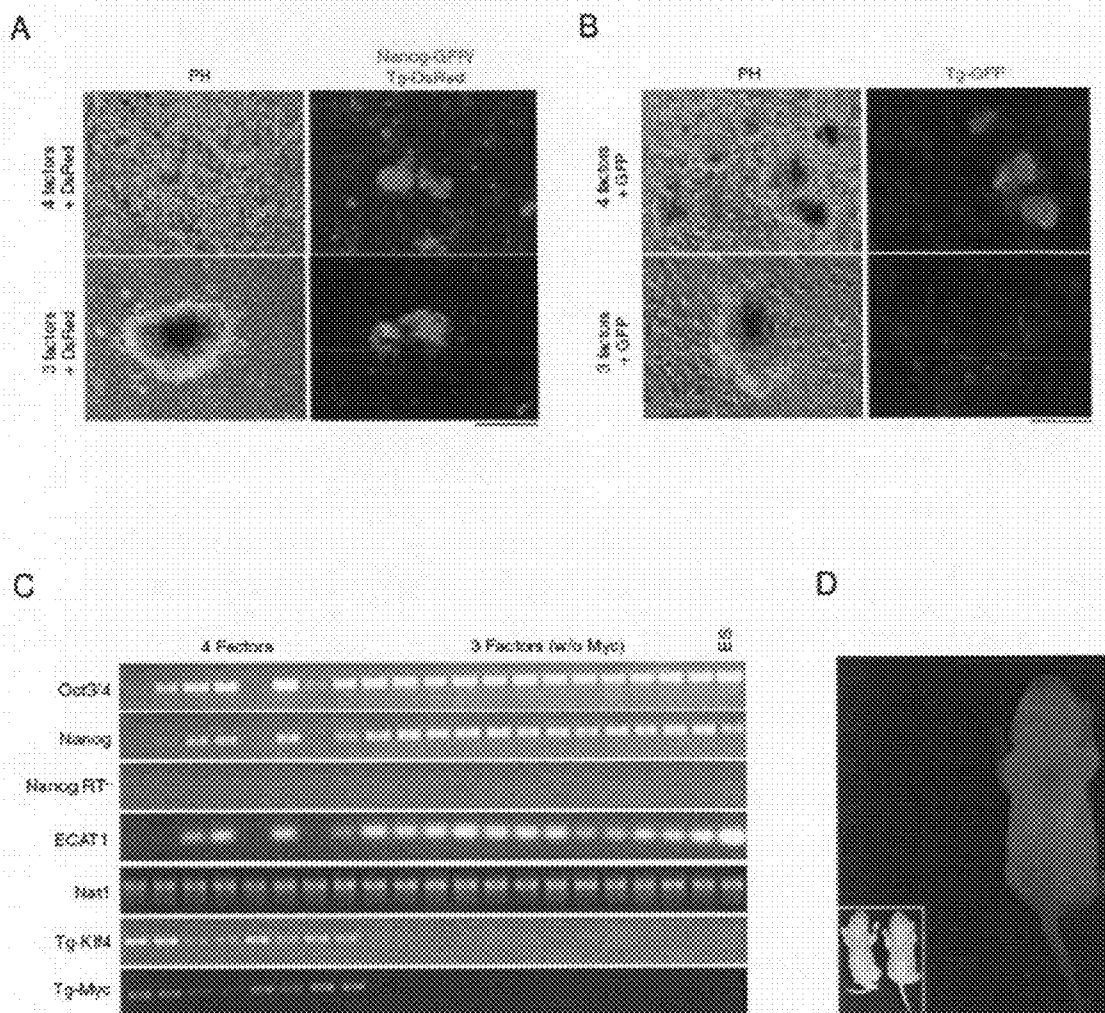 A
PH
Nanog-GFP/
Tg-DsRed
4 factors
+ DsRed
3 factors
+ DsRed
B
PH
Tg-GFP
4 factors
+ GFP
3 factors
+ GFP
C
4 Factors
3 Factors (w/o Myc)
ES
Oct3/4
Nanog
Nanog RT-
ECAT1
Nat1
Tg-Klf4
Tg-Myc
D